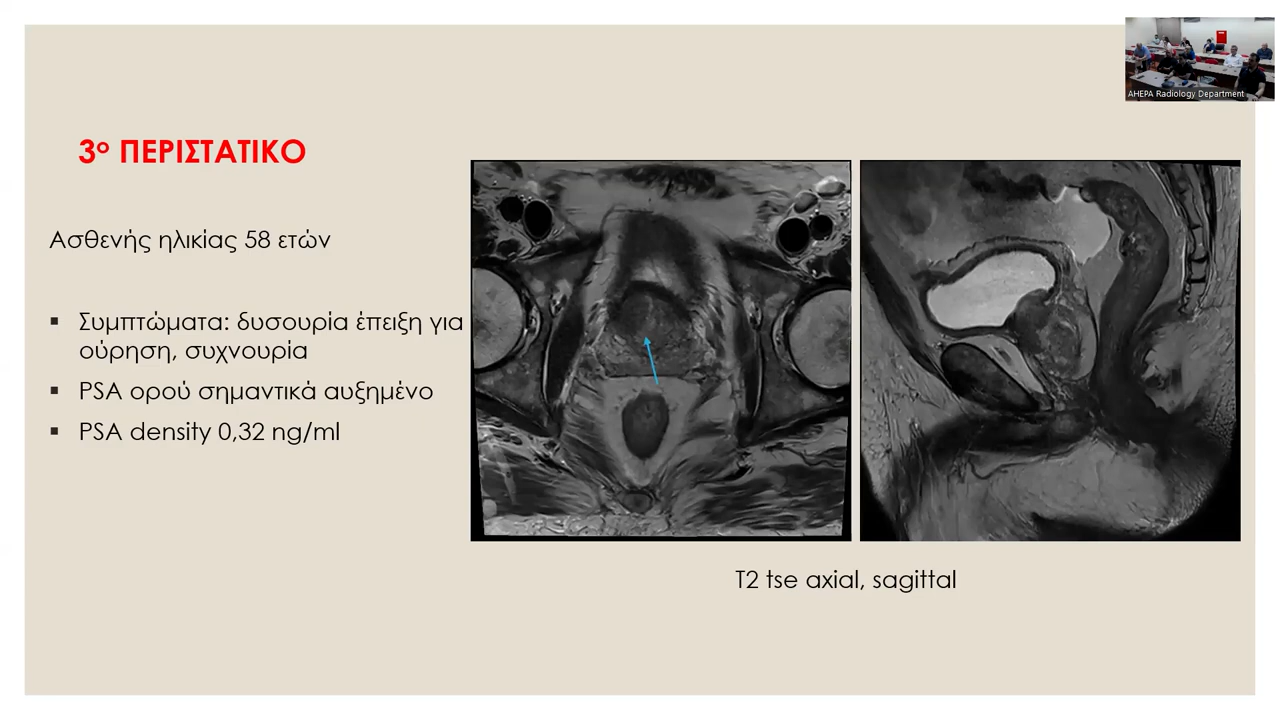 AHEPA Radiology Department
3ο ΠΕΡΙΣΤΑΤΙΚΟ
Ασθενής ηλικίας 58 ετών
▪ Συμπτώματα: δυσουρία έπειξη για
ούρηση, συχνουρία
▪ PSA ορού σημαντικά αυξημένο
▪ PSA density 0,32 ng/ml
T2 tse axial, sagittal